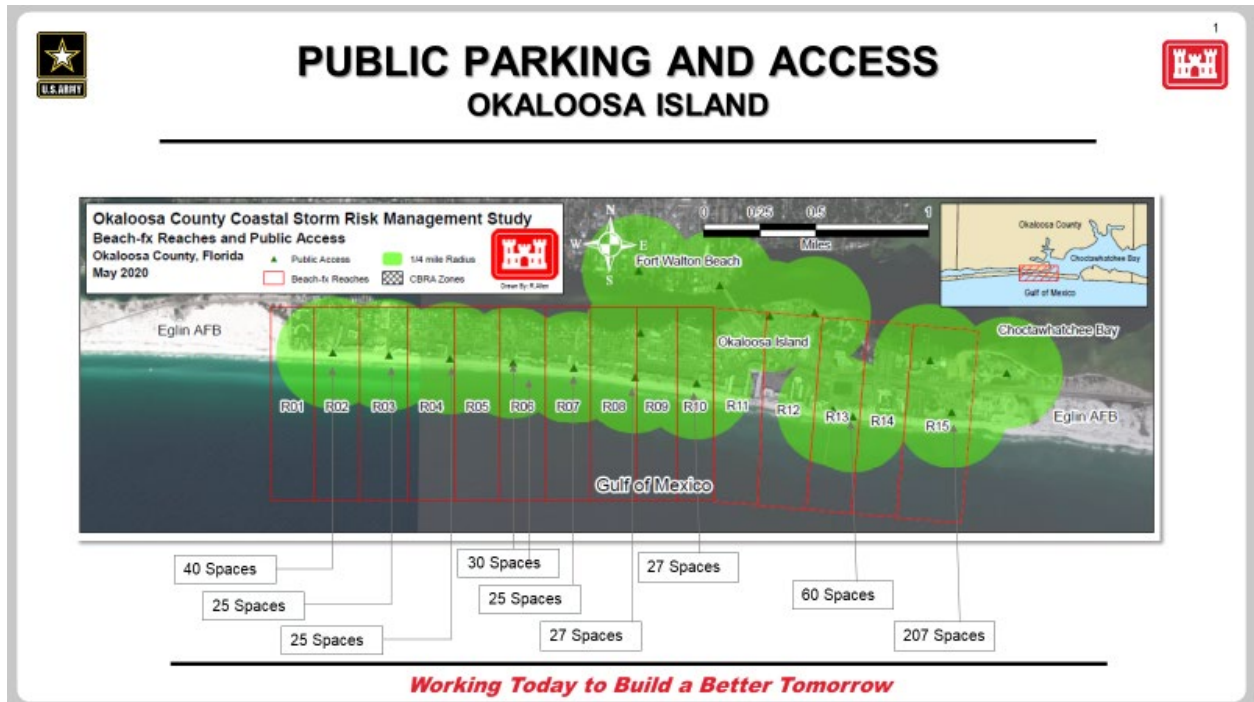 1
U.S.ARMY
PUBLIC PARKING AND ACCESS
OKALOOSA ISLAND
Okaloosa County Coastal Storm Risk Management Study
Beach-fx Reaches and Public Access
Okaloosa County, Florida
May 2020
Public Access
1/4 mile Radius
Beach-fx Reaches
CBRA Zones
Drawn By: R.Allen
N
W
E
S
0
0.25
0.5
1
Miles
Okaloosa County
Choctawhatchee Bay
Gulf of Mexico
Fort Walton Beach
Eglin AFB
Okaloosa Island
Choctawhatchee Bay
Eglin AFB
R01
R02
R03
R04
R05
R06
R07
R08
R09
R10
R11
R12
R13
R14
R15
Gulf of Mexico
40 Spaces
25 Spaces
25 Spaces
30 Spaces
25 Spaces
27 Spaces
27 Spaces
60 Spaces
207 Spaces
Working Today to Build a Better Tomorrow